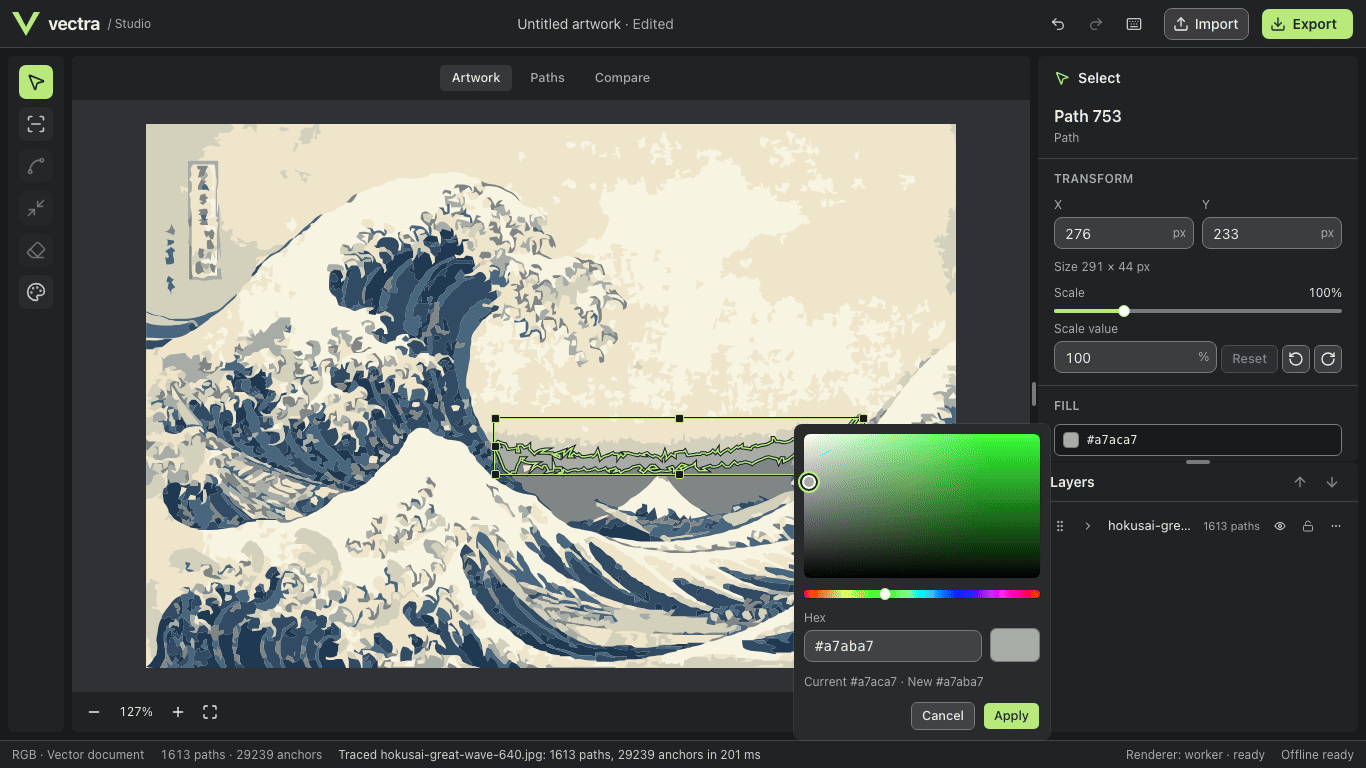 vectra / Studio
Untitled artwork · Edited
Import
Export
Artwork
Paths
Compare
Select
Path 753
Path
TRANSFORM
X
Y
276 px
233 px
Size 291 × 44 px
Scale
100%
Scale value
100 %
Reset
FILL
#a7aca7
Layers
hokusai-gre...
1613 paths
Hex
#a7aba7
Current #a7aca7 · New #a7aba7
Cancel
Apply
127%
RGB · Vector document
1613 paths · 29239 anchors
Traced hokusai-great-wave-640.jpg: 1613 paths, 29239 anchors in 201 ms
Renderer: worker · ready
Offline ready